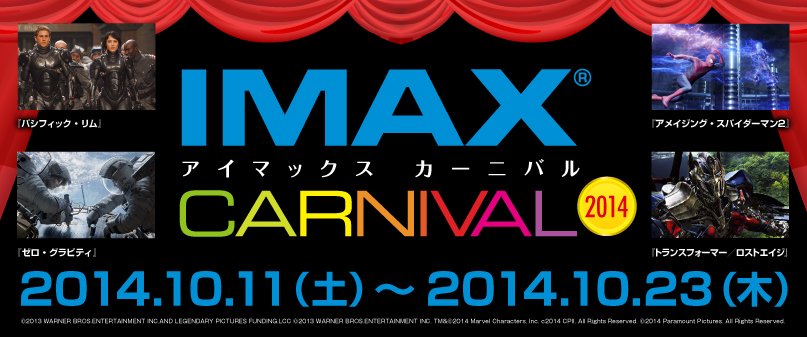 IMAX®
『パシフィック・リム』
『アメイジング・スパイダーマン2』
アイマックス カーニバル
CARNIVAL 2014
『ゼロ・グラビティ』
『トランスフォーマー／ロストエイジ』
2014.10.11（土）～2014.10.23（木）
©2013 WARNER BROS.ENTERTAINMENT INC.AND LEGENDARY PICTURES FUNDING,LCC ©2013 WARNER BROS.ENTERTAINMENT INC. TM&©2014 Marvel Characters, Inc. c2014 CPII. All Rights Reserved. ©2014 Paramount Pictures. All Rights Reserved.